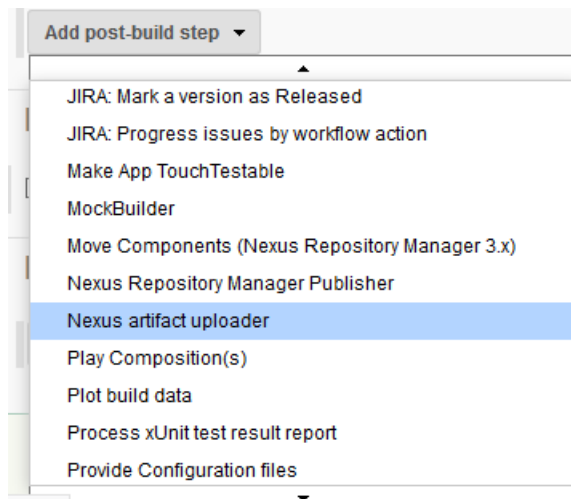 Add post-build step
JIRA: Mark a version as Released
JIRA: Progress issues by workflow action
Make App TouchTestable
MockBuilder
Move Components (Nexus Repository Manager 3.x)
Nexus Repository Manager Publisher
Nexus artifact uploader
Play Composition(s)
Plot build data
Process xUnit test result report
Provide Configuration files